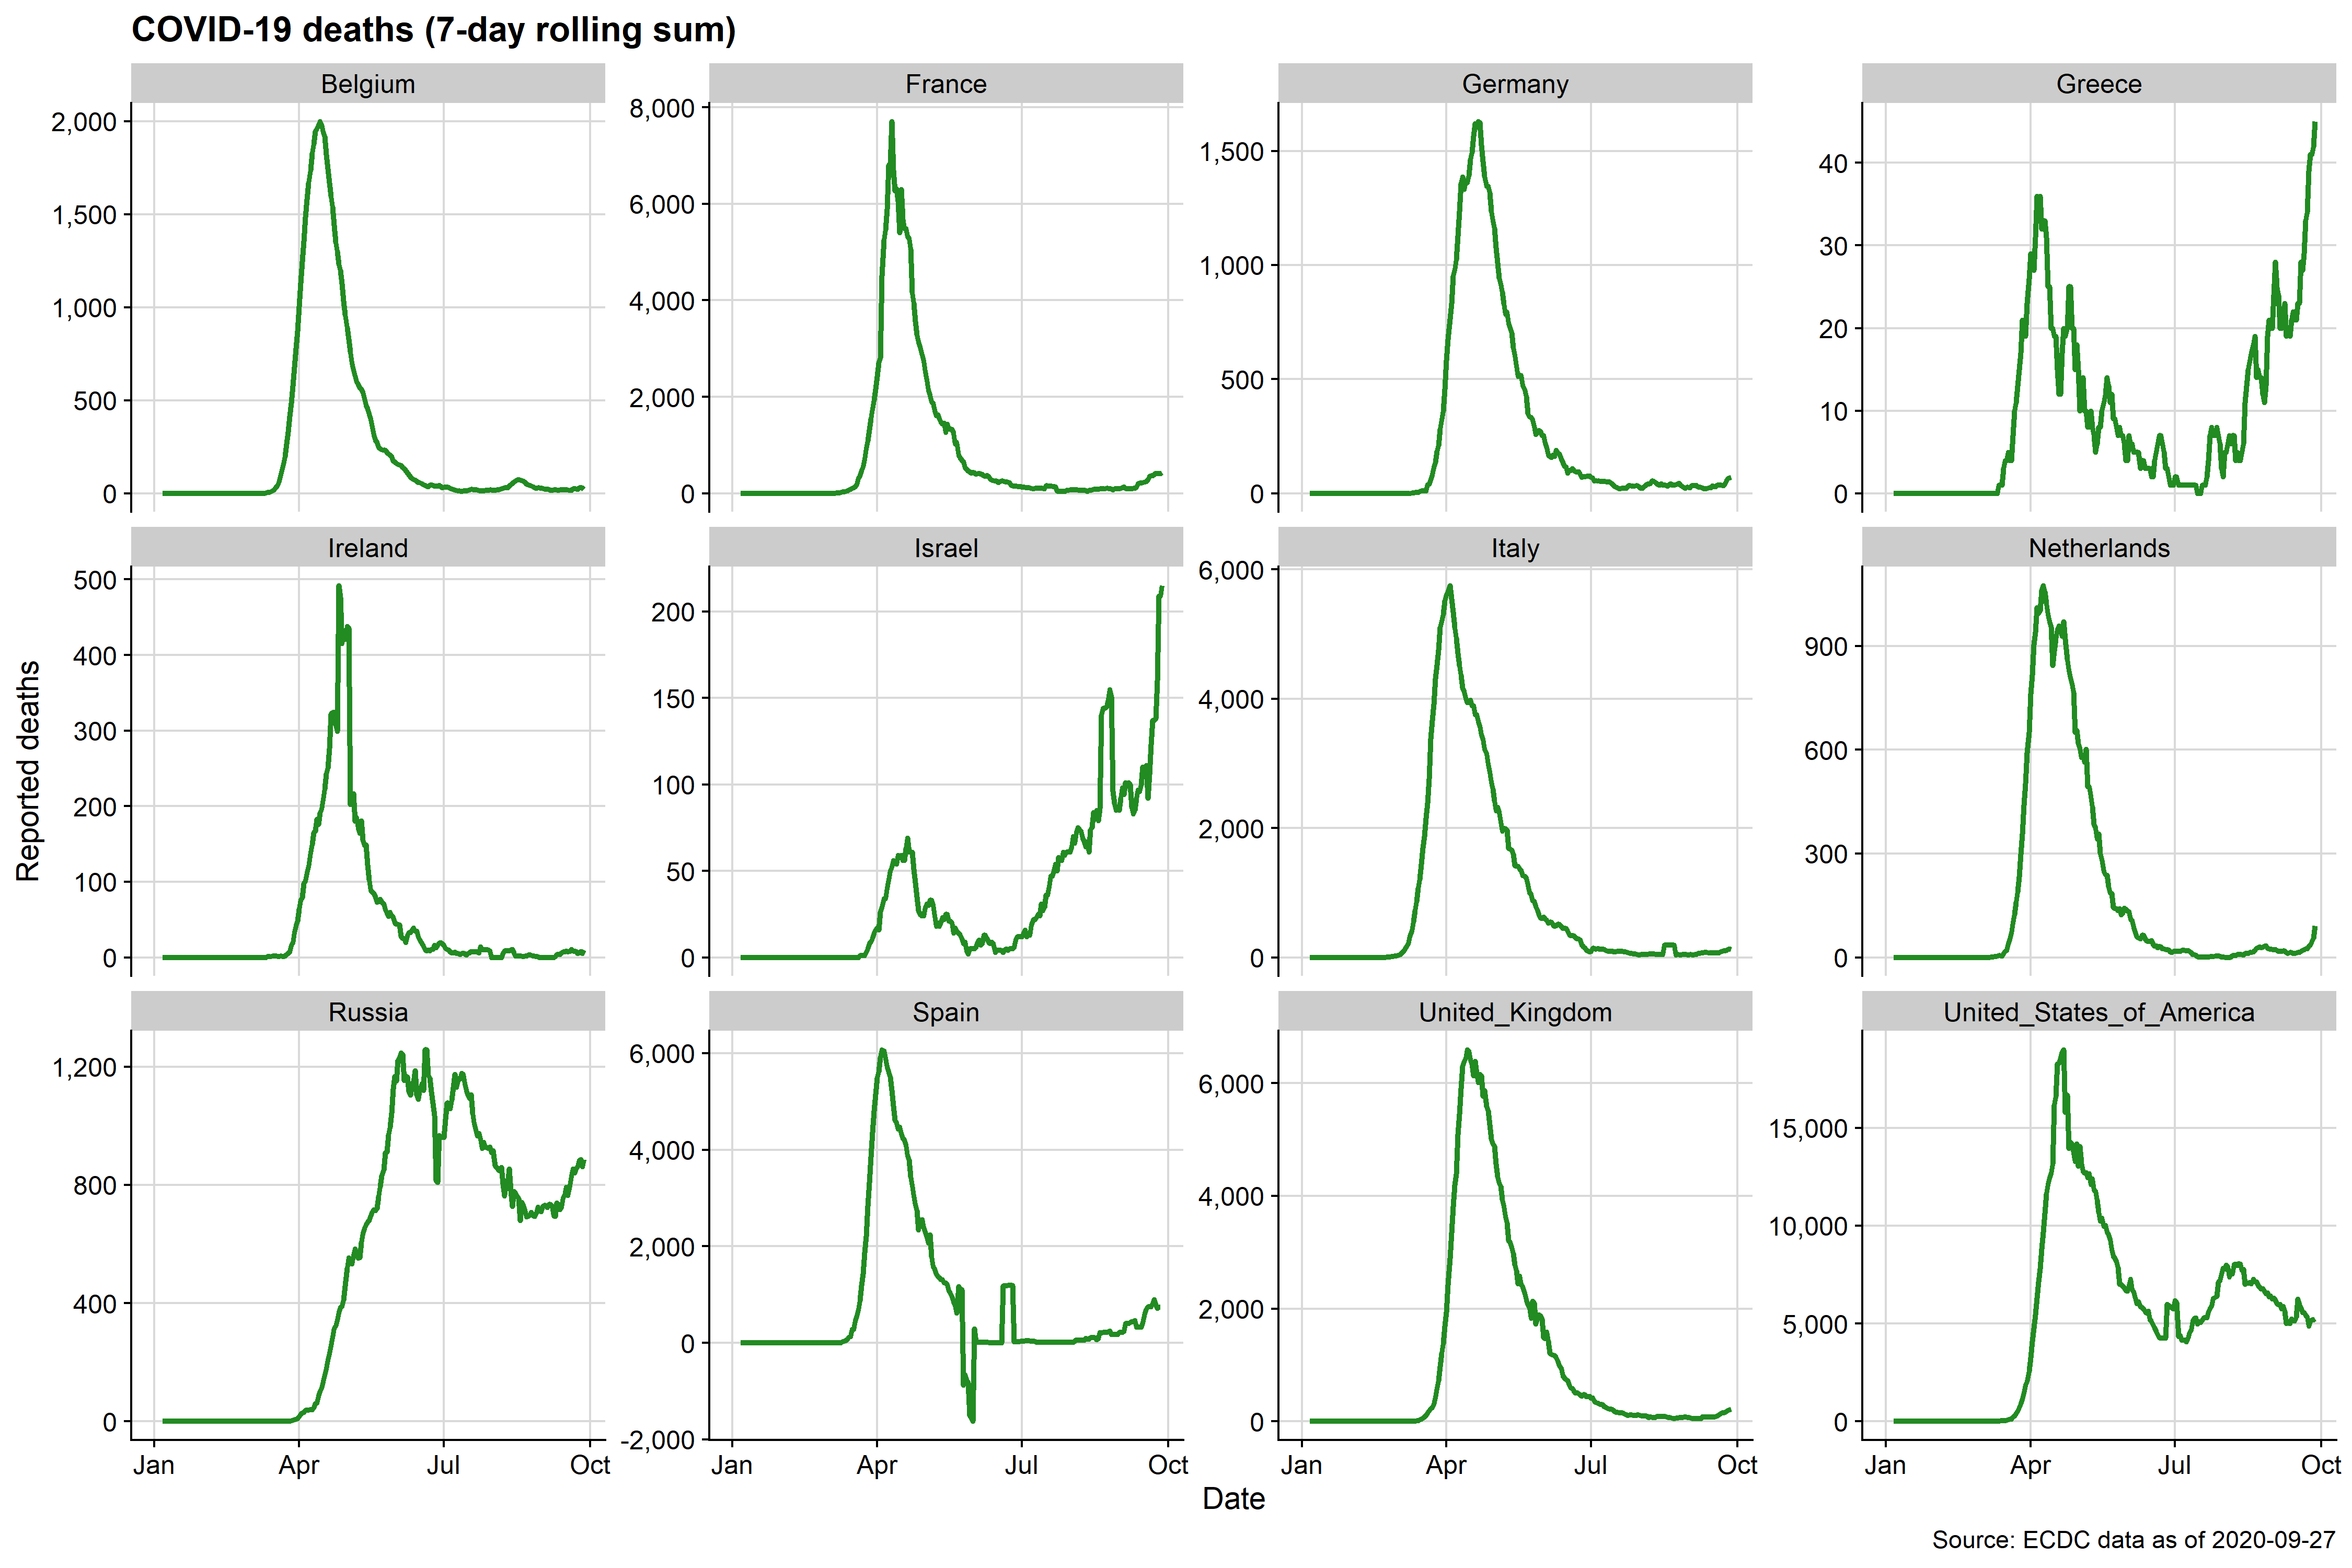 COVID-19 deaths (7-day rolling sum)
Belgium
France
Germany
Greece
2,000
1,500
1,000
500
0
8,000
6,000
4,000
2,000
0
1,500
1,000
500
0
40
30
20
10
0
Ireland
Israel
Italy
Netherlands
500
400
300
200
100
0
200
150
100
50
0
6,000
4,000
2,000
0
900
600
300
0
Reported deaths
Russia
Spain
United_Kingdom
United_States_of_America
1,200
800
400
0
6,000
4,000
2,000
0
-2,000
6,000
4,000
2,000
0
15,000
10,000
5,000
0
Jan Apr Jul Oct
Jan Apr Jul Oct
Jan Apr Jul Oct
Jan Apr Jul Oct
Date
Source: ECDC data as of 2020-09-27